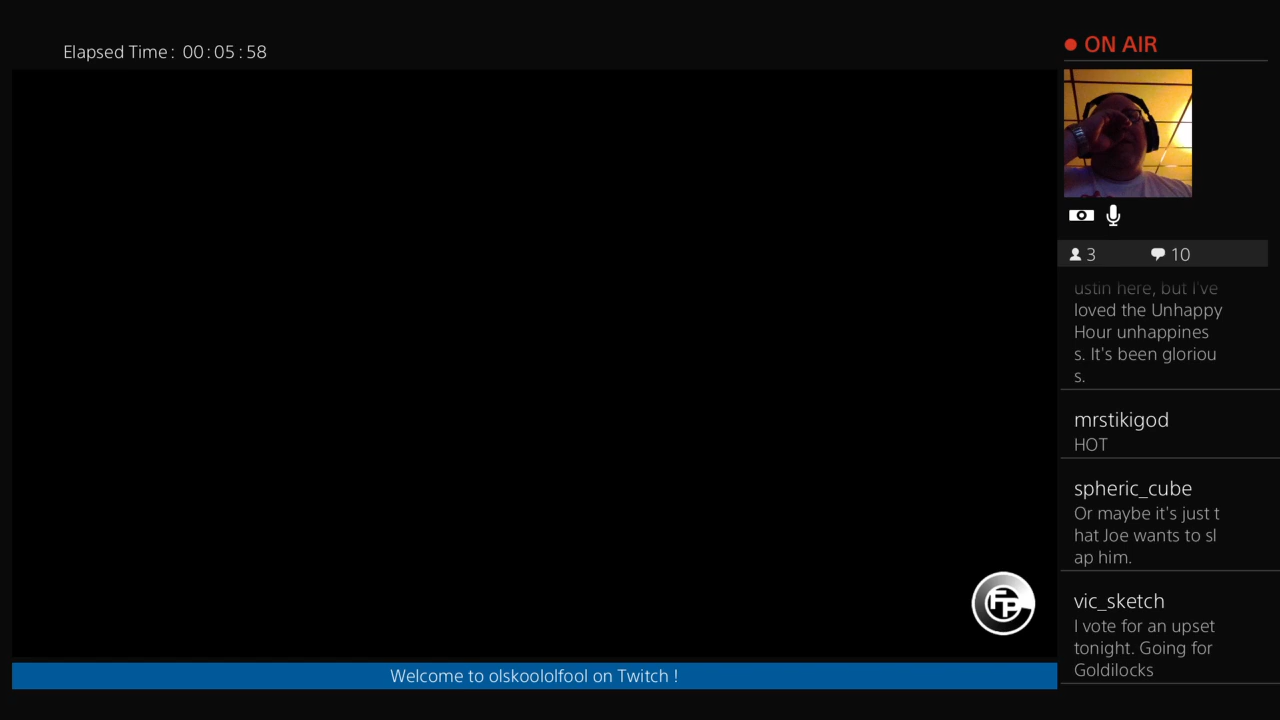 Elapsed Time: 00:05:58
ON AIR
3 10
ustin here, but I've
loved the Unhappy
Hour unhappines
s. It's been gloriou
s.
mrstikigod
HOT
spheric_cube
Or maybe it's just t
hat Joe wants to sl
ap him.
vic_sketch
I vote for an upset
tonight. Going for
Goldilocks
FP
Welcome to olskoololfool on Twitch !